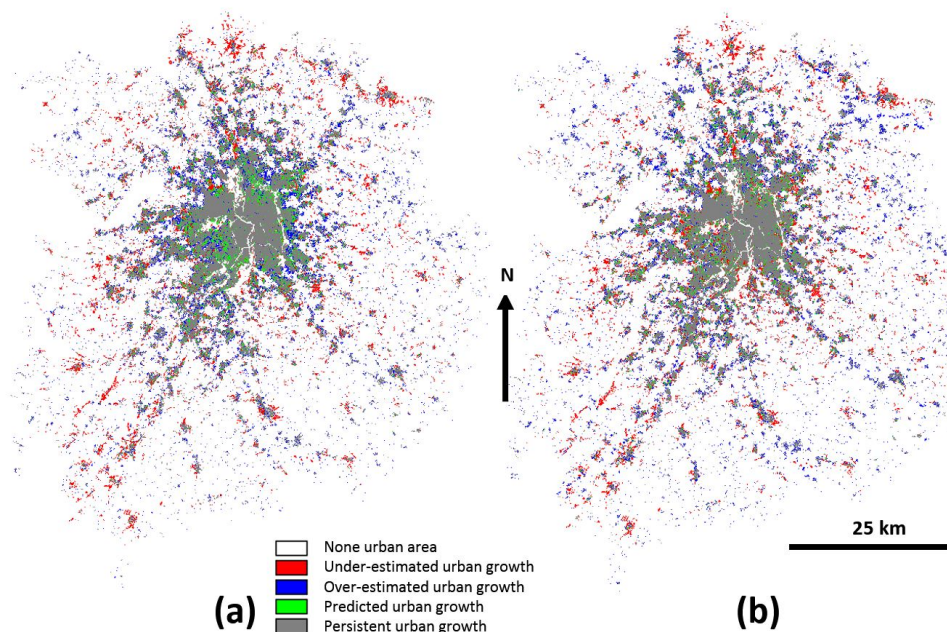 N
25 km
None urban area
Under-estimated urban growth
Over-estimated urban growth
Predicted urban growth
Persistent urban growth
(a)
(b)